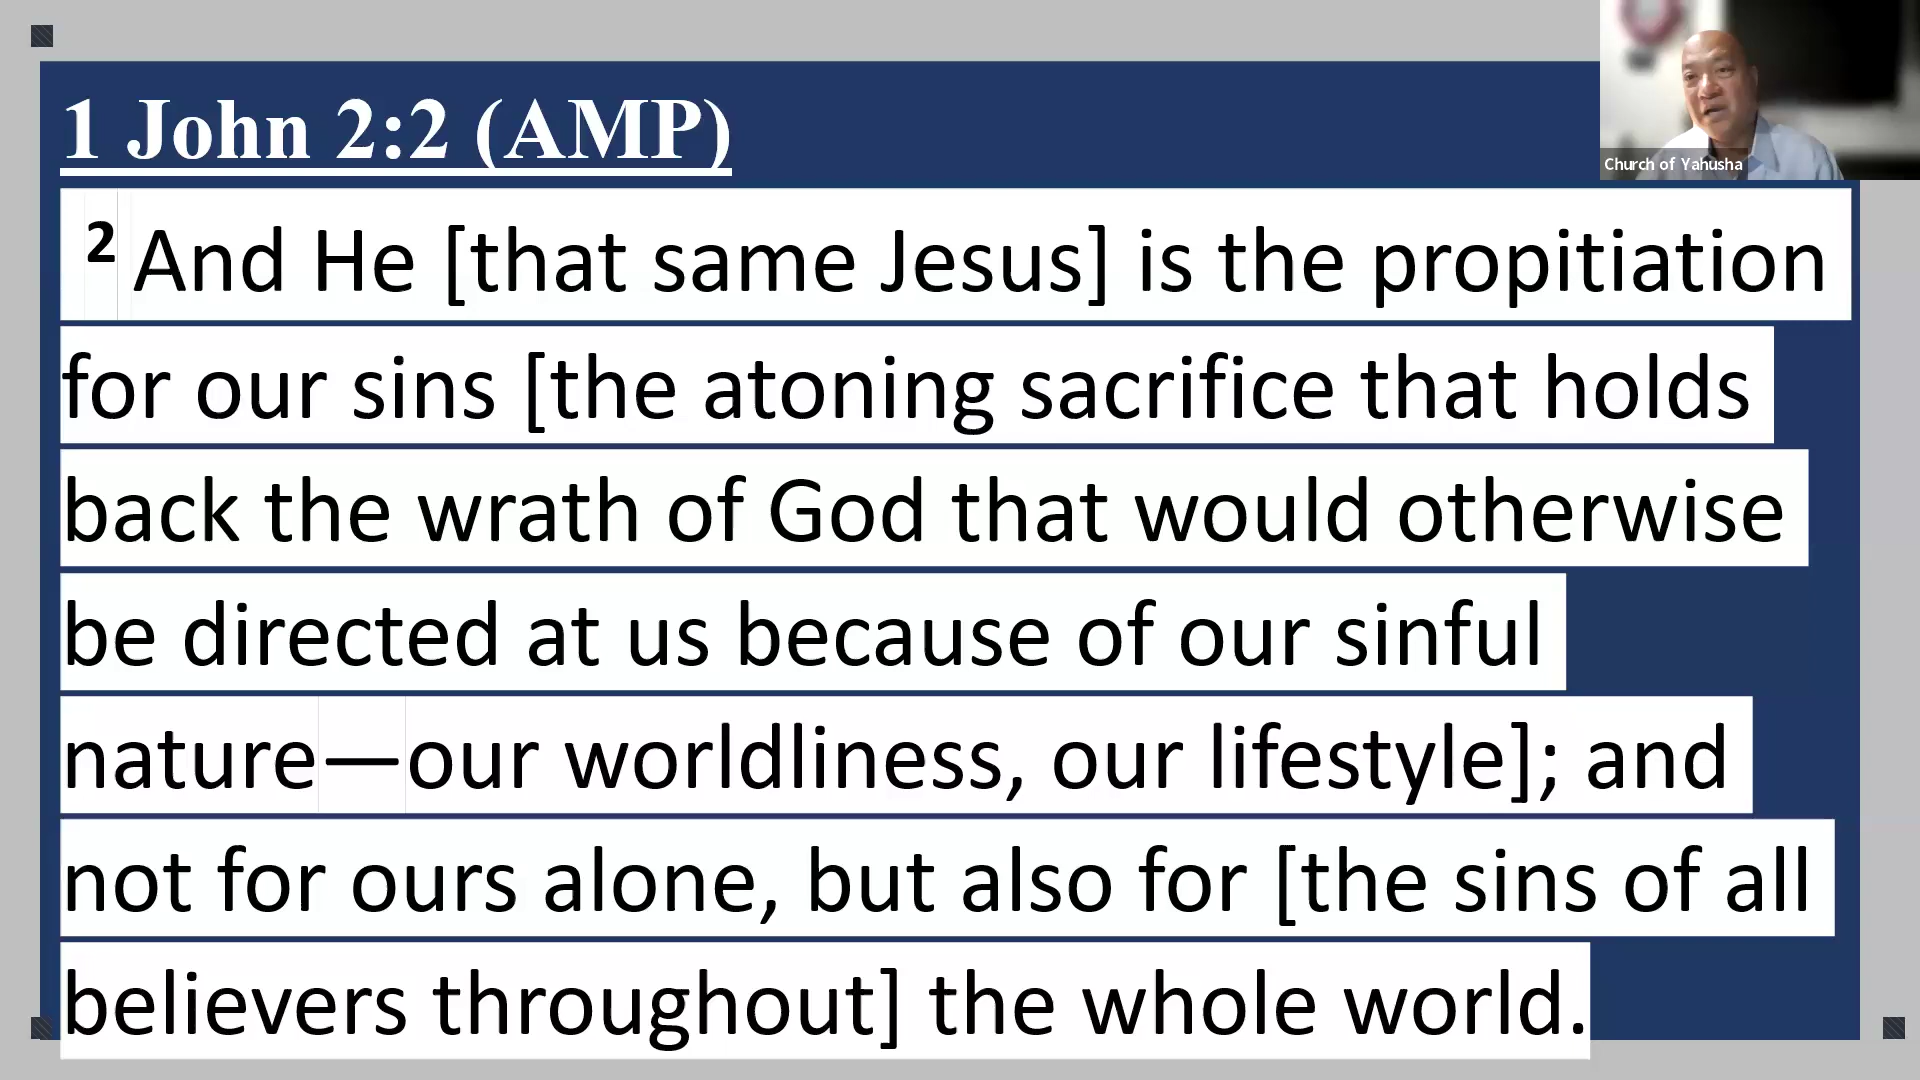 1 John 2:2 (AMP)
Church of Yahusha
2 And He [that same Jesus] is the propitiation
for our sins [the atoning sacrifice that holds
back the wrath of God that would otherwise
be directed at us because of our sinful
nature—our worldliness, our lifestyle]; and
not for ours alone, but also for [the sins of all
believers throughout] the whole world.